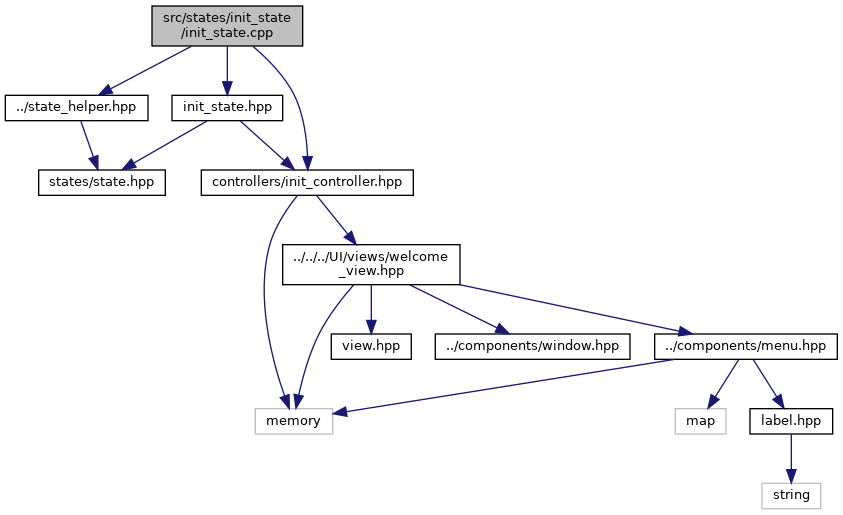 src/states/init_state
/init_state.cpp
../state_helper.hpp
init_state.hpp
states/state.hpp
controllers/init_controller.hpp
../../../UI/views/welcome
_view.hpp
view.hpp
../components/window.hpp
../components/menu.hpp
memory
map
label.hpp
string